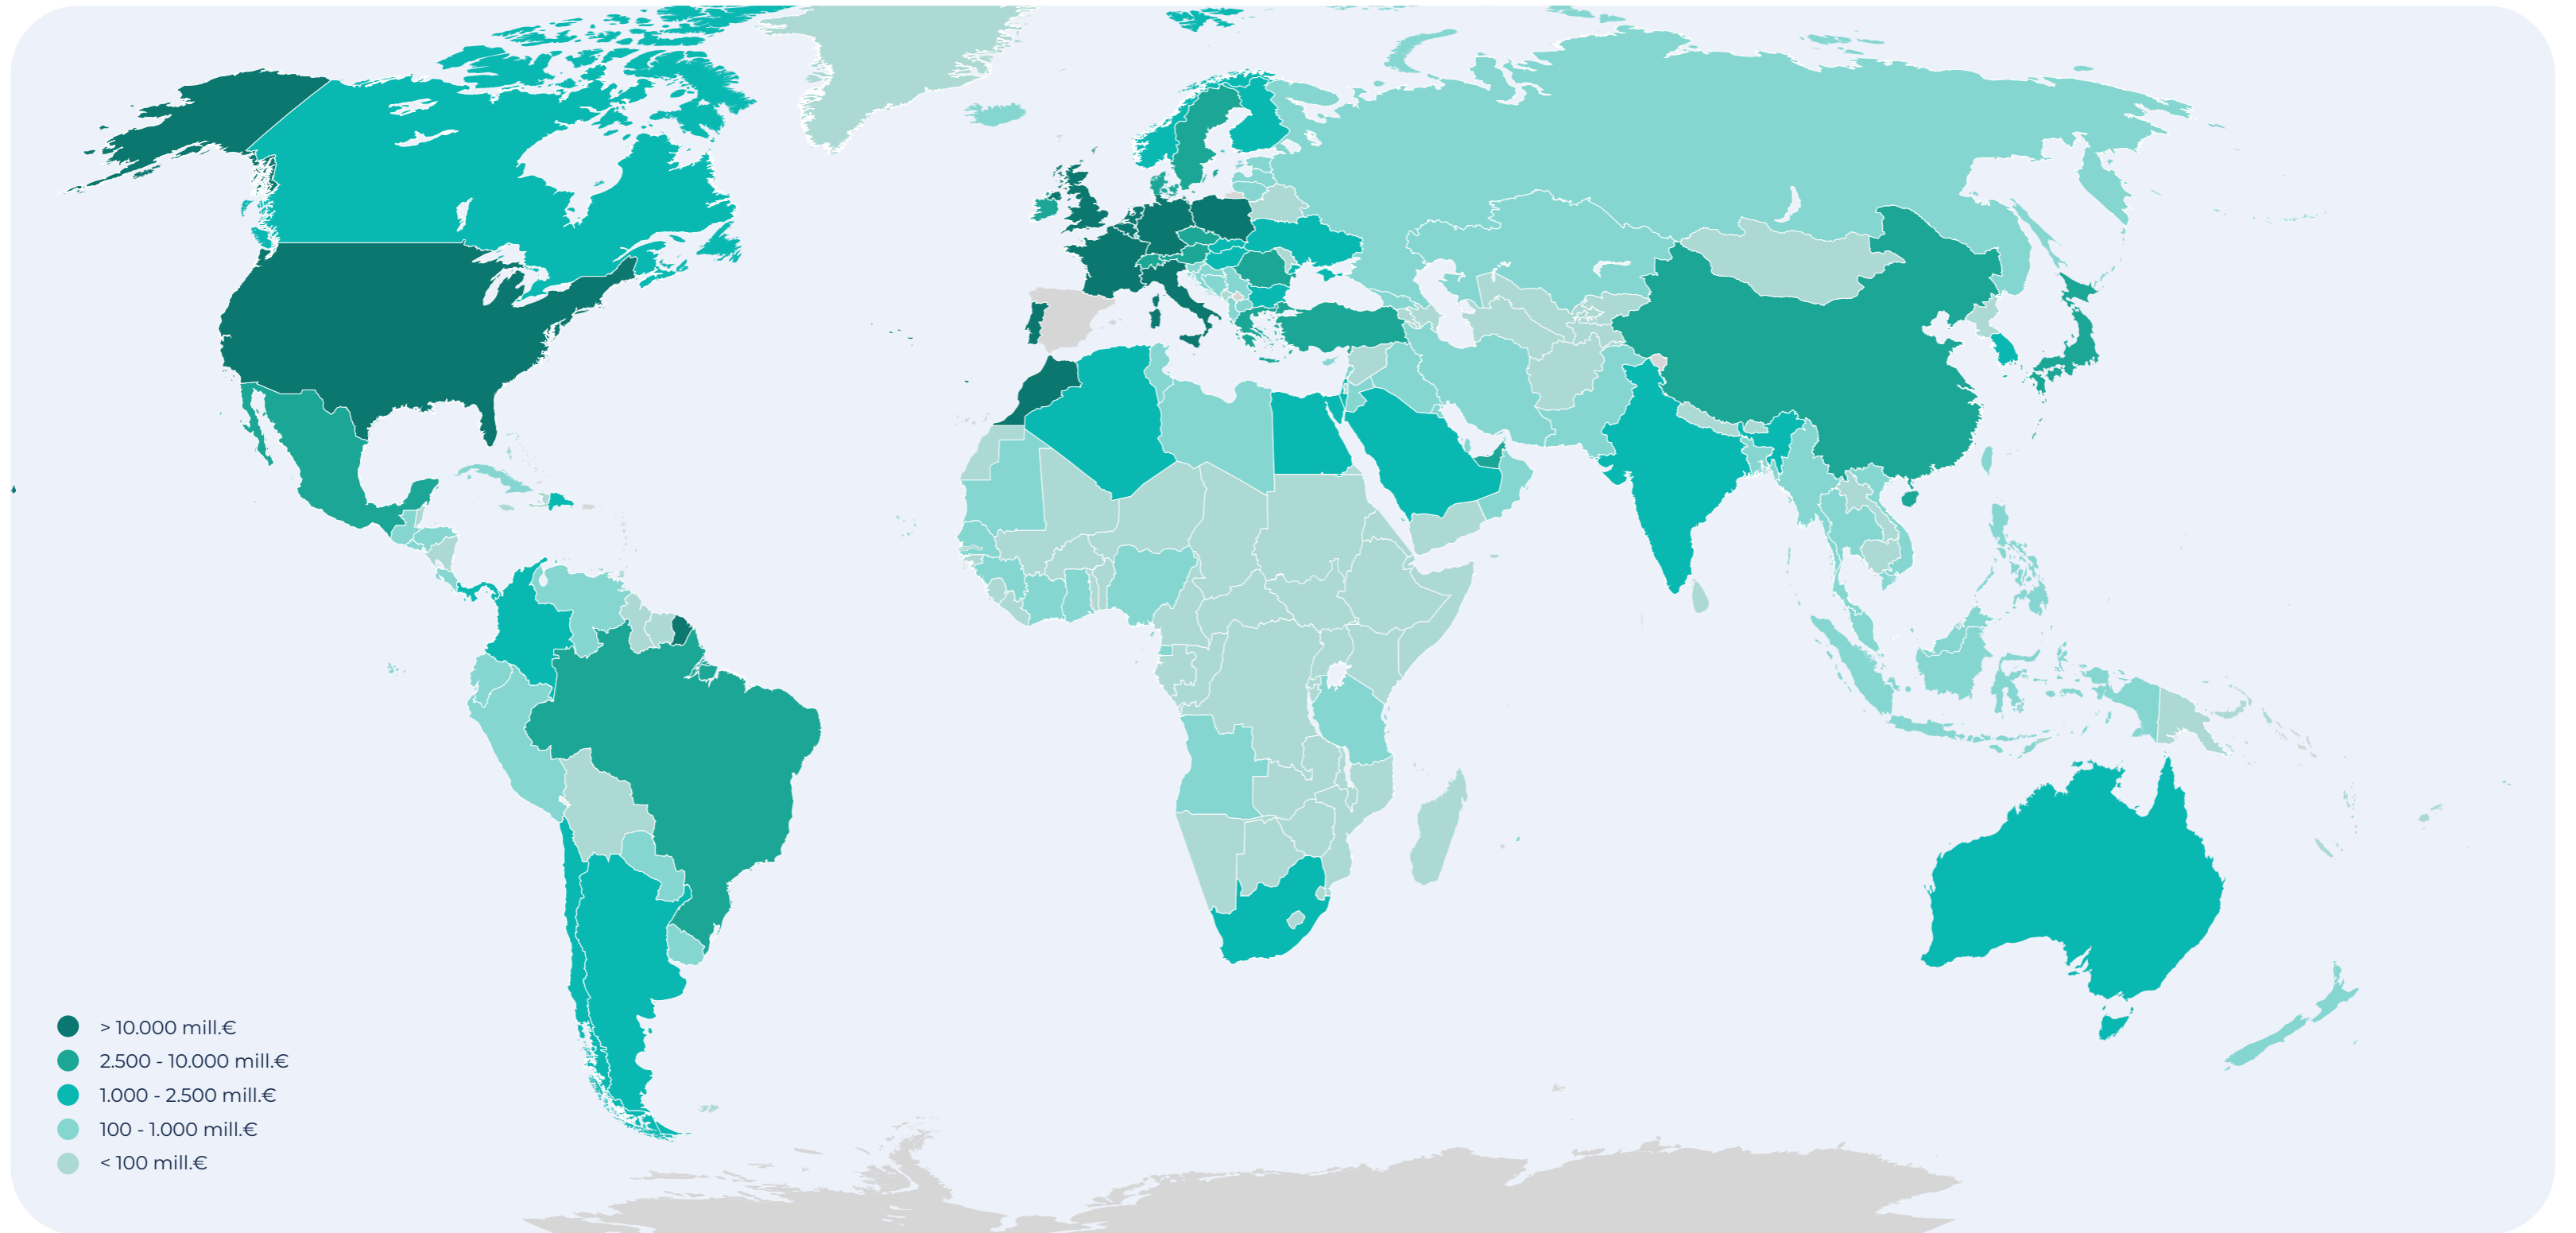 > 10.000 mill.€
2.500 - 10.000 mill.€
1.000 - 2.500 mill.€
100 - 1.000 mill.€
< 100 mill.€